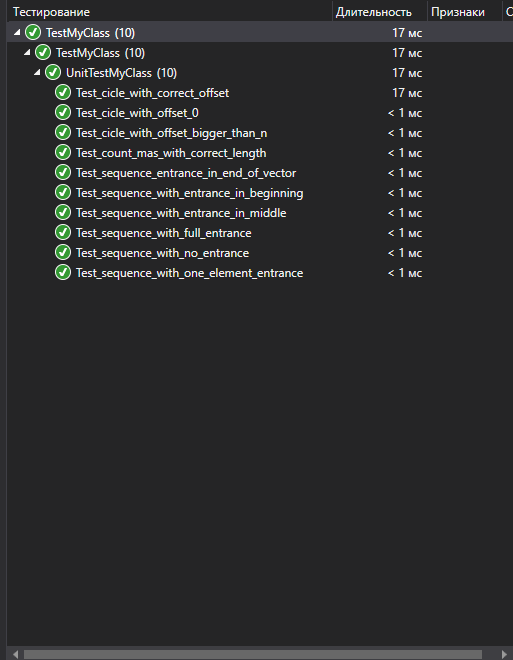 Тестирование Длительность Признаки С
TestMyClass (10) 17 мс
TestMyClass (10) 17 мс
UnitTestMyClass (10) 17 мс
Test_cicle_with_correct_offset 17 мс
Test_cicle_with_offset_0 < 1 мс
Test_cicle_with_offset_bigger_than_n < 1 мс
Test_count_mas_with_correct_length < 1 мс
Test_sequence_entrance_in_end_of_vector < 1 мс
Test_sequence_with_entrance_in_beginning < 1 мс
Test_sequence_with_entrance_in_middle < 1 мс
Test_sequence_with_full_entrance < 1 мс
Test_sequence_with_no_entrance < 1 мс
Test_sequence_with_one_element_entrance < 1 мс